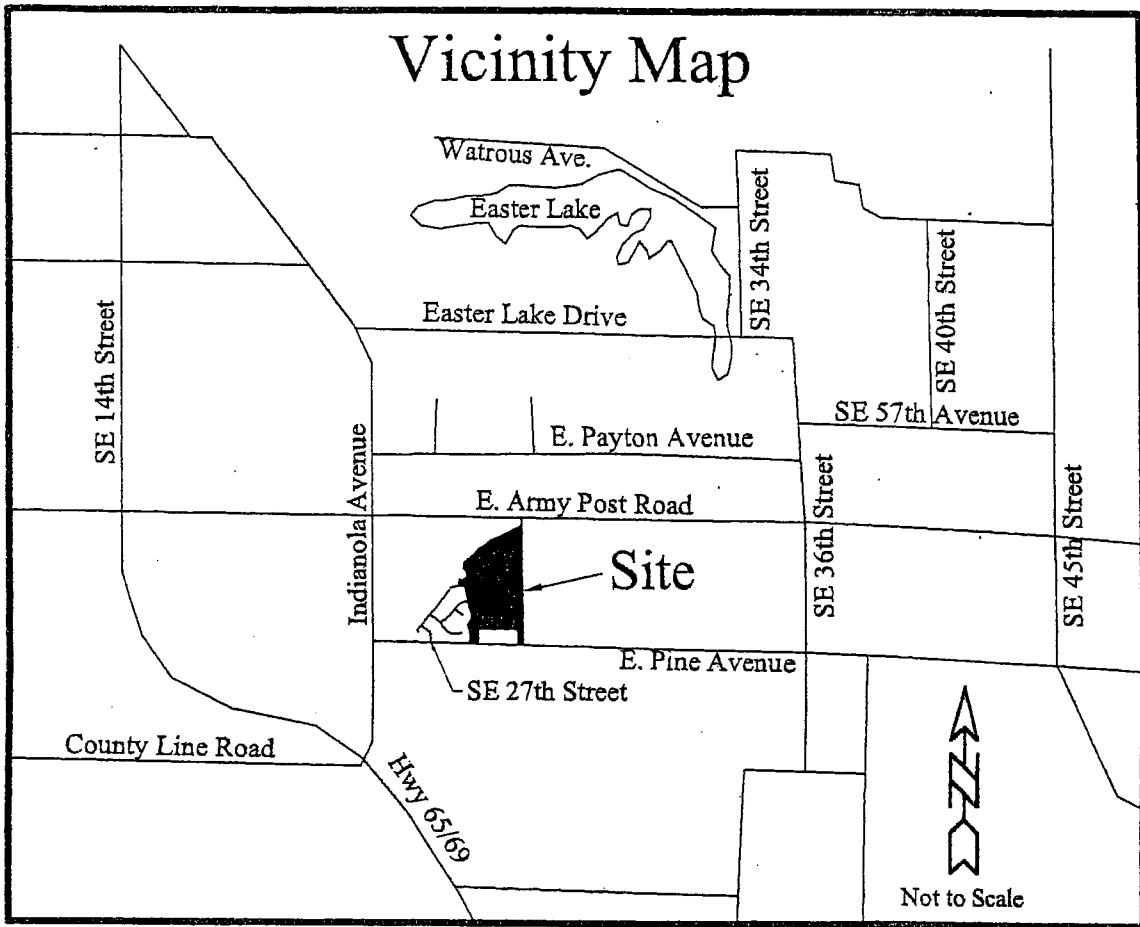 Vicinity Map
Watrous Ave.
Easter Lake
SE 34th Street
SE 40th Street
Easter Lake Drive
SE 14th Street
SE 57th Avenue
E. Payton Avenue
Indianola Avenue
E. Army Post Road
SE 36th Street
SE 45th Street
Site
E. Pine Avenue
SE 27th Street
County Line Road
Hwy 65/69
N
Not to Scale